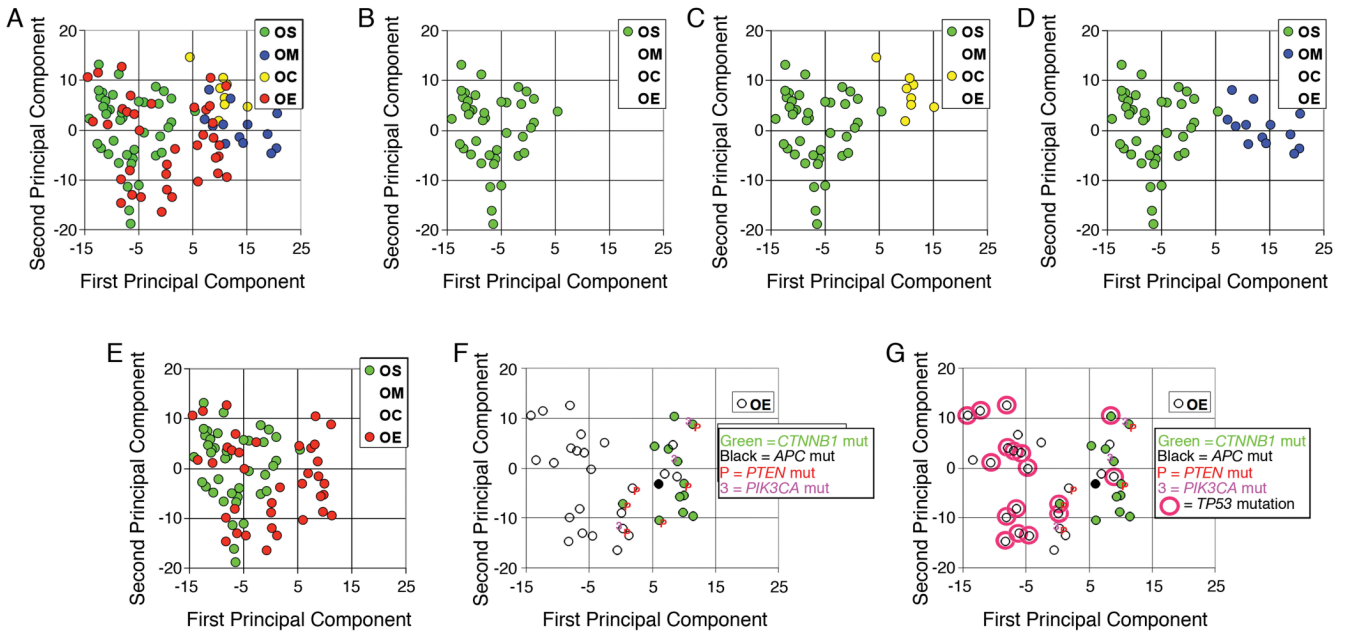 A
Second Principal Component
20
10
0
-10
-20
-15
-5
5
15
25
First Principal Component
OS
OM
OC
OE
B
Second Principal Component
20
10
0
-10
-20
-15
-5
5
15
25
First Principal Component
OS
OM
OC
OE
C
Second Principal Component
20
10
0
-10
-20
-15
-5
5
15
25
First Principal Component
OS
OM
OC
OE
D
Second Principal Component
20
10
0
-10
-20
-15
-5
5
15
25
First Principal Component
OS
OM
OC
OE
E
Second Principal Component
20
10
0
-10
-20
-15
-5
5
15
25
First Principal Component
OS
OM
OC
OE
F
Second Principal Component
20
10
0
-10
-20
-15
-5
5
15
25
First Principal Component
OE
Green = CTNNB1 mut
Black = APC mut
P = PTEN mut
3 = PIK3CA mut
3
P
3
P
P
P
P
3
P
G
Second Principal Component
20
10
0
-10
-20
-15
-5
5
15
25
First Principal Component
OE
Green = CTNNB1 mut
Black = APC mut
P = PTEN mut
3 = PIK3CA mut
= TP53 mutation
3
P
3
P
P
P
3
P